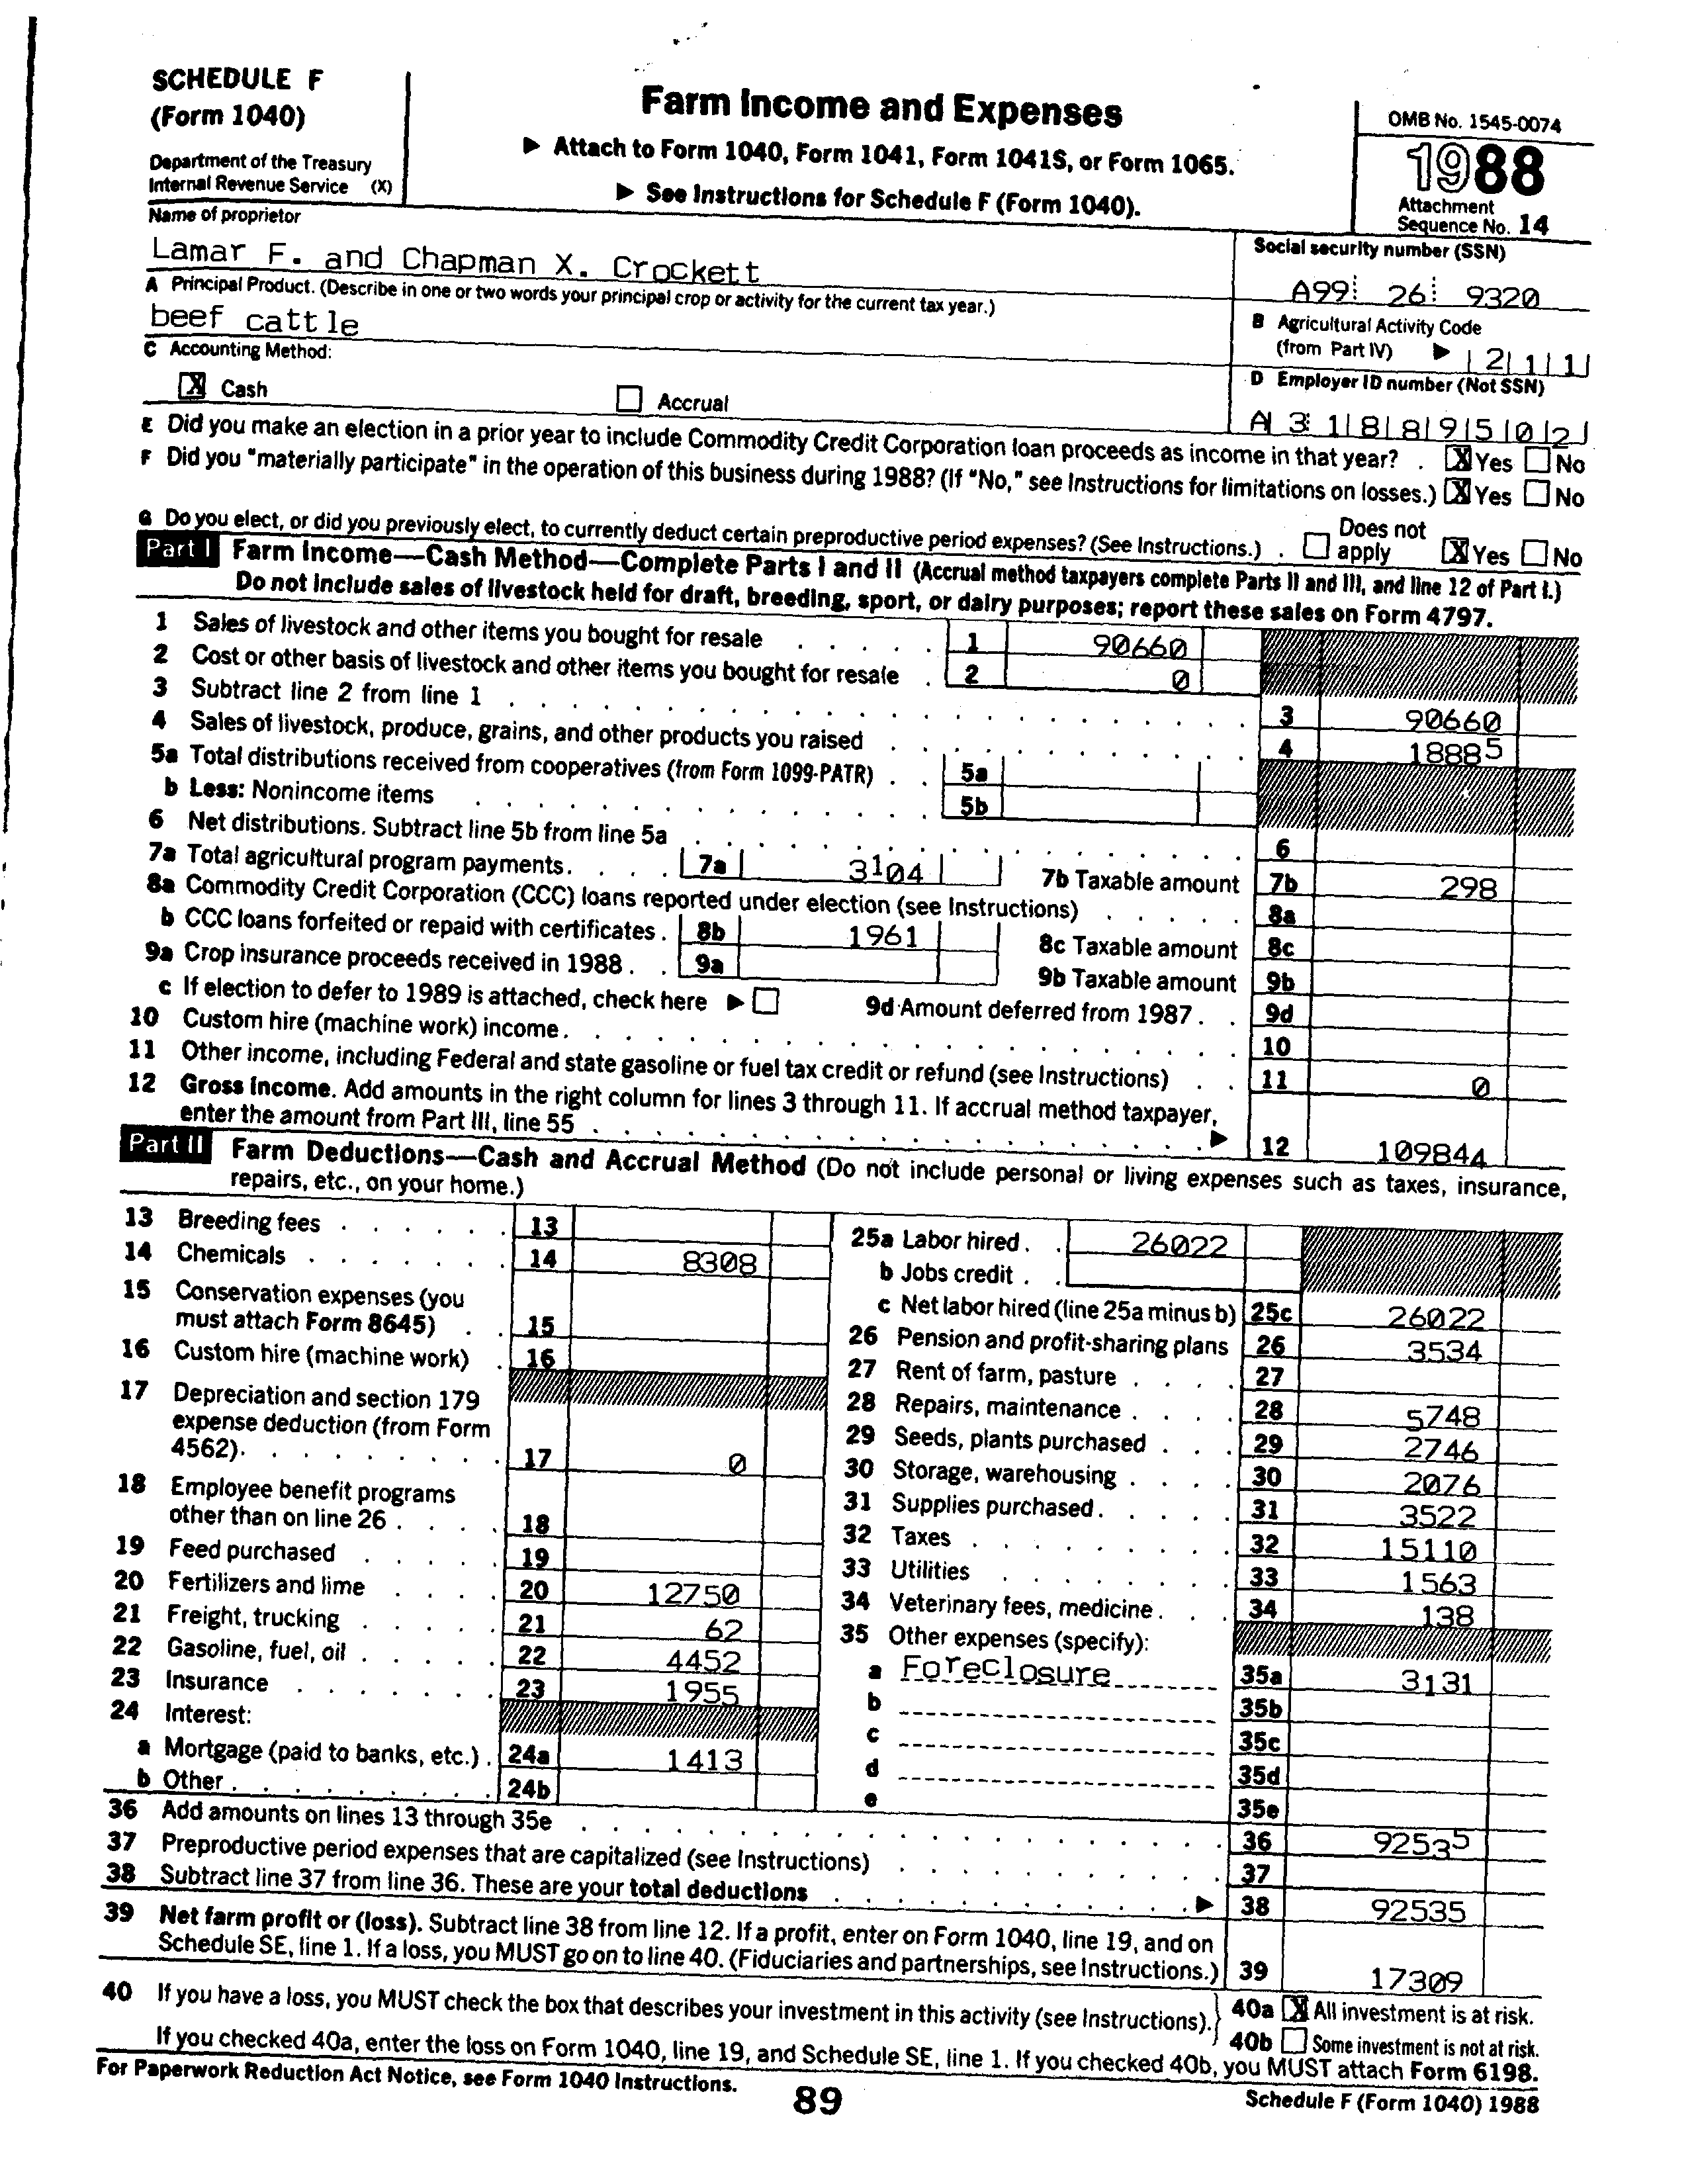 SCHEDULE F
(Form 1040)
Department of the Treasury
Internal Revenue Service (X)
Farm Income and Expenses
▶ Attach to Form 1040, Form 1041, Form 1041S, or Form 1065.
▶ See Instructions for Schedule F (Form 1040).
OMB No. 1545-0074
1988
Attachment
Sequence No. 14
Name of proprietor
Lamar F. and Chapman X. Crockett
Social security number (SSN)
A99 26 9320
A Principal Product. (Describe in one or two words your principal crop or activity for the current tax year.)
beef cattle
B Agricultural Activity Code
(from Part IV) ▶ 2 1 1
C Accounting Method:
X Cash Accrual
D Employer ID number (Not SSN)
A 3 1 8 8 9 5 0 2
E Did you make an election in a prior year to include Commodity Credit Corporation loan proceeds as income in that year? . X Yes No
F Did you "materially participate" in the operation of this business during 1988? (If "No," see Instructions for limitations on losses.) X Yes No
G Do you elect, or did you previously elect, to currently deduct certain preproductive period expenses? (See Instructions.) . Does not apply X Yes No
Part I Farm Income—Cash Method—Complete Parts I and II (Accrual method taxpayers complete Parts II and III, and line 12 of Part I.)
Do not include sales of livestock held for draft, breeding, sport, or dairy purposes; report these sales on Form 4797.
1 Sales of livestock and other items you bought for resale 1 90660
2 Cost or other basis of livestock and other items you bought for resale 2 0
3 Subtract line 2 from line 1 3 90660
4 Sales of livestock, produce, grains, and other products you raised 4 18885
5a Total distributions received from cooperatives (from Form 1099-PATR) 5a
b Less: Nonincome items 5b
6 Net distributions. Subtract line 5b from line 5a 6
7a Total agricultural program payments. 7a 3104 7b Taxable amount 7b 298
8a Commodity Credit Corporation (CCC) loans reported under election (see Instructions) 8a
b CCC loans forfeited or repaid with certificates. 8b 1961 8c Taxable amount 8c
9a Crop insurance proceeds received in 1988. 9a 9b Taxable amount 9b
c If election to defer to 1989 is attached, check here ▶ 9d Amount deferred from 1987. 9d
10 Custom hire (machine work) income. 10
11 Other income, including Federal and state gasoline or fuel tax credit or refund (see Instructions) 11 0
12 Gross income. Add amounts in the right column for lines 3 through 11. If accrual method taxpayer,
enter the amount from Part III, line 55 ▶ 12 109844
Part II Farm Deductions—Cash and Accrual Method (Do not include personal or living expenses such as taxes, insurance,
repairs, etc., on your home.)
13 Breeding fees 13
14 Chemicals 14 8308
15 Conservation expenses (you
must attach Form 8645) 15
16 Custom hire (machine work) 16
17 Depreciation and section 179
expense deduction (from Form
4562). 17 0
18 Employee benefit programs
other than on line 26 . 18
19 Feed purchased 19
20 Fertilizers and lime 20 12750
21 Freight, trucking 21 62
22 Gasoline, fuel, oil 22 4452
23 Insurance 23 1955
24 Interest:
a Mortgage (paid to banks, etc.) . 24a 1413
b Other . 24b
25a Labor hired . 26022
b Jobs credit .
c Net labor hired (line 25a minus b) 25c 26022
26 Pension and profit-sharing plans 26 3534
27 Rent of farm, pasture 27
28 Repairs, maintenance 28 5748
29 Seeds, plants purchased 29 2746
30 Storage, warehousing 30 2076
31 Supplies purchased. 31 3522
32 Taxes 32 15110
33 Utilities 33 1563
34 Veterinary fees, medicine. 34 138
35 Other expenses (specify):
a Foreclosure 35a 3131
b 35b
c 35c
d 35d
e 35e
36 Add amounts on lines 13 through 35e 36 92535
37 Preproductive period expenses that are capitalized (see Instructions) 37
38 Subtract line 37 from line 36. These are your total deductions ▶ 38 92535
39 Net farm profit or (loss). Subtract line 38 from line 12. If a profit, enter on Form 1040, line 19, and on
Schedule SE, line 1. If a loss, you MUST go on to line 40. (Fiduciaries and partnerships, see Instructions.) 39 17309
40 If you have a loss, you MUST check the box that describes your investment in this activity (see Instructions). 40a X All investment is at risk.
40b Some investment is not at risk.
If you checked 40a, enter the loss on Form 1040, line 19, and Schedule SE, line 1. If you checked 40b, you MUST attach Form 6198.
For Paperwork Reduction Act Notice, see Form 1040 Instructions.
89
Schedule F (Form 1040) 1988